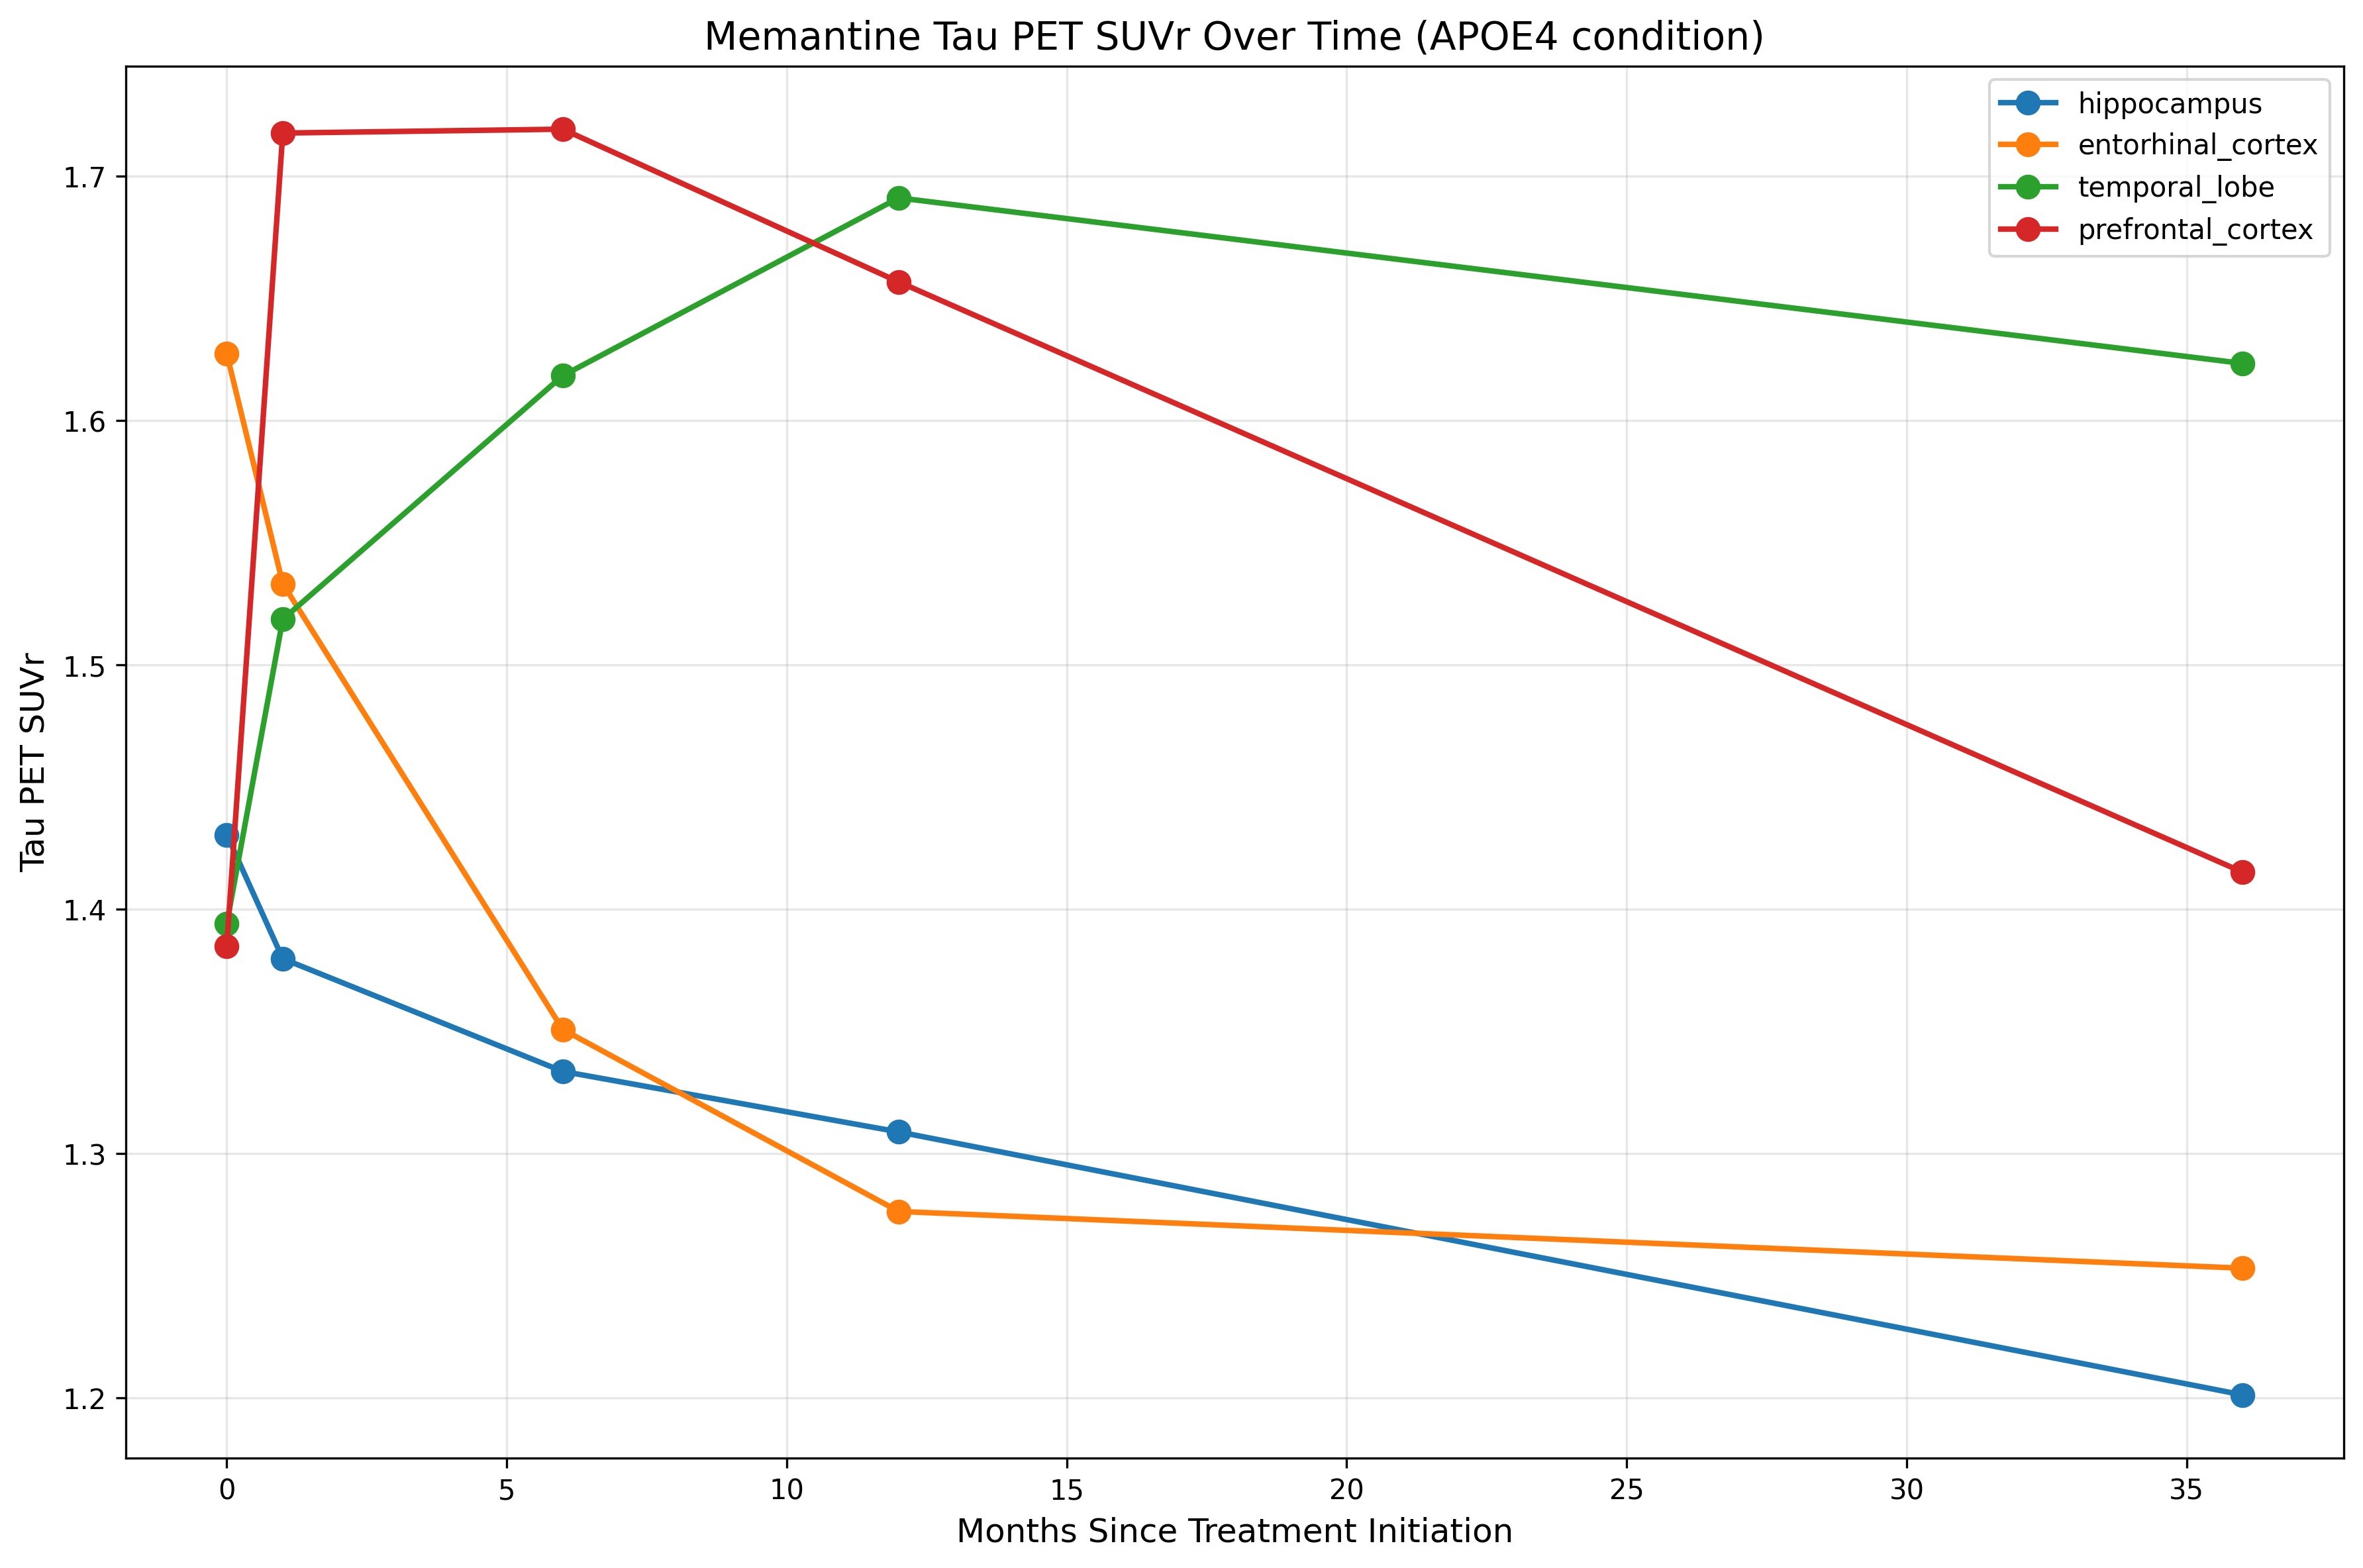 Memantine Tau PET SUVr Over Time (APOE4 condition)
hippocampus
entorhinal_cortex
temporal_lobe
prefrontal_cortex
Tau PET SUVr
1.7
1.6
1.5
1.4
1.3
1.2
0 5 10 15 20 25 30 35
Months Since Treatment Initiation